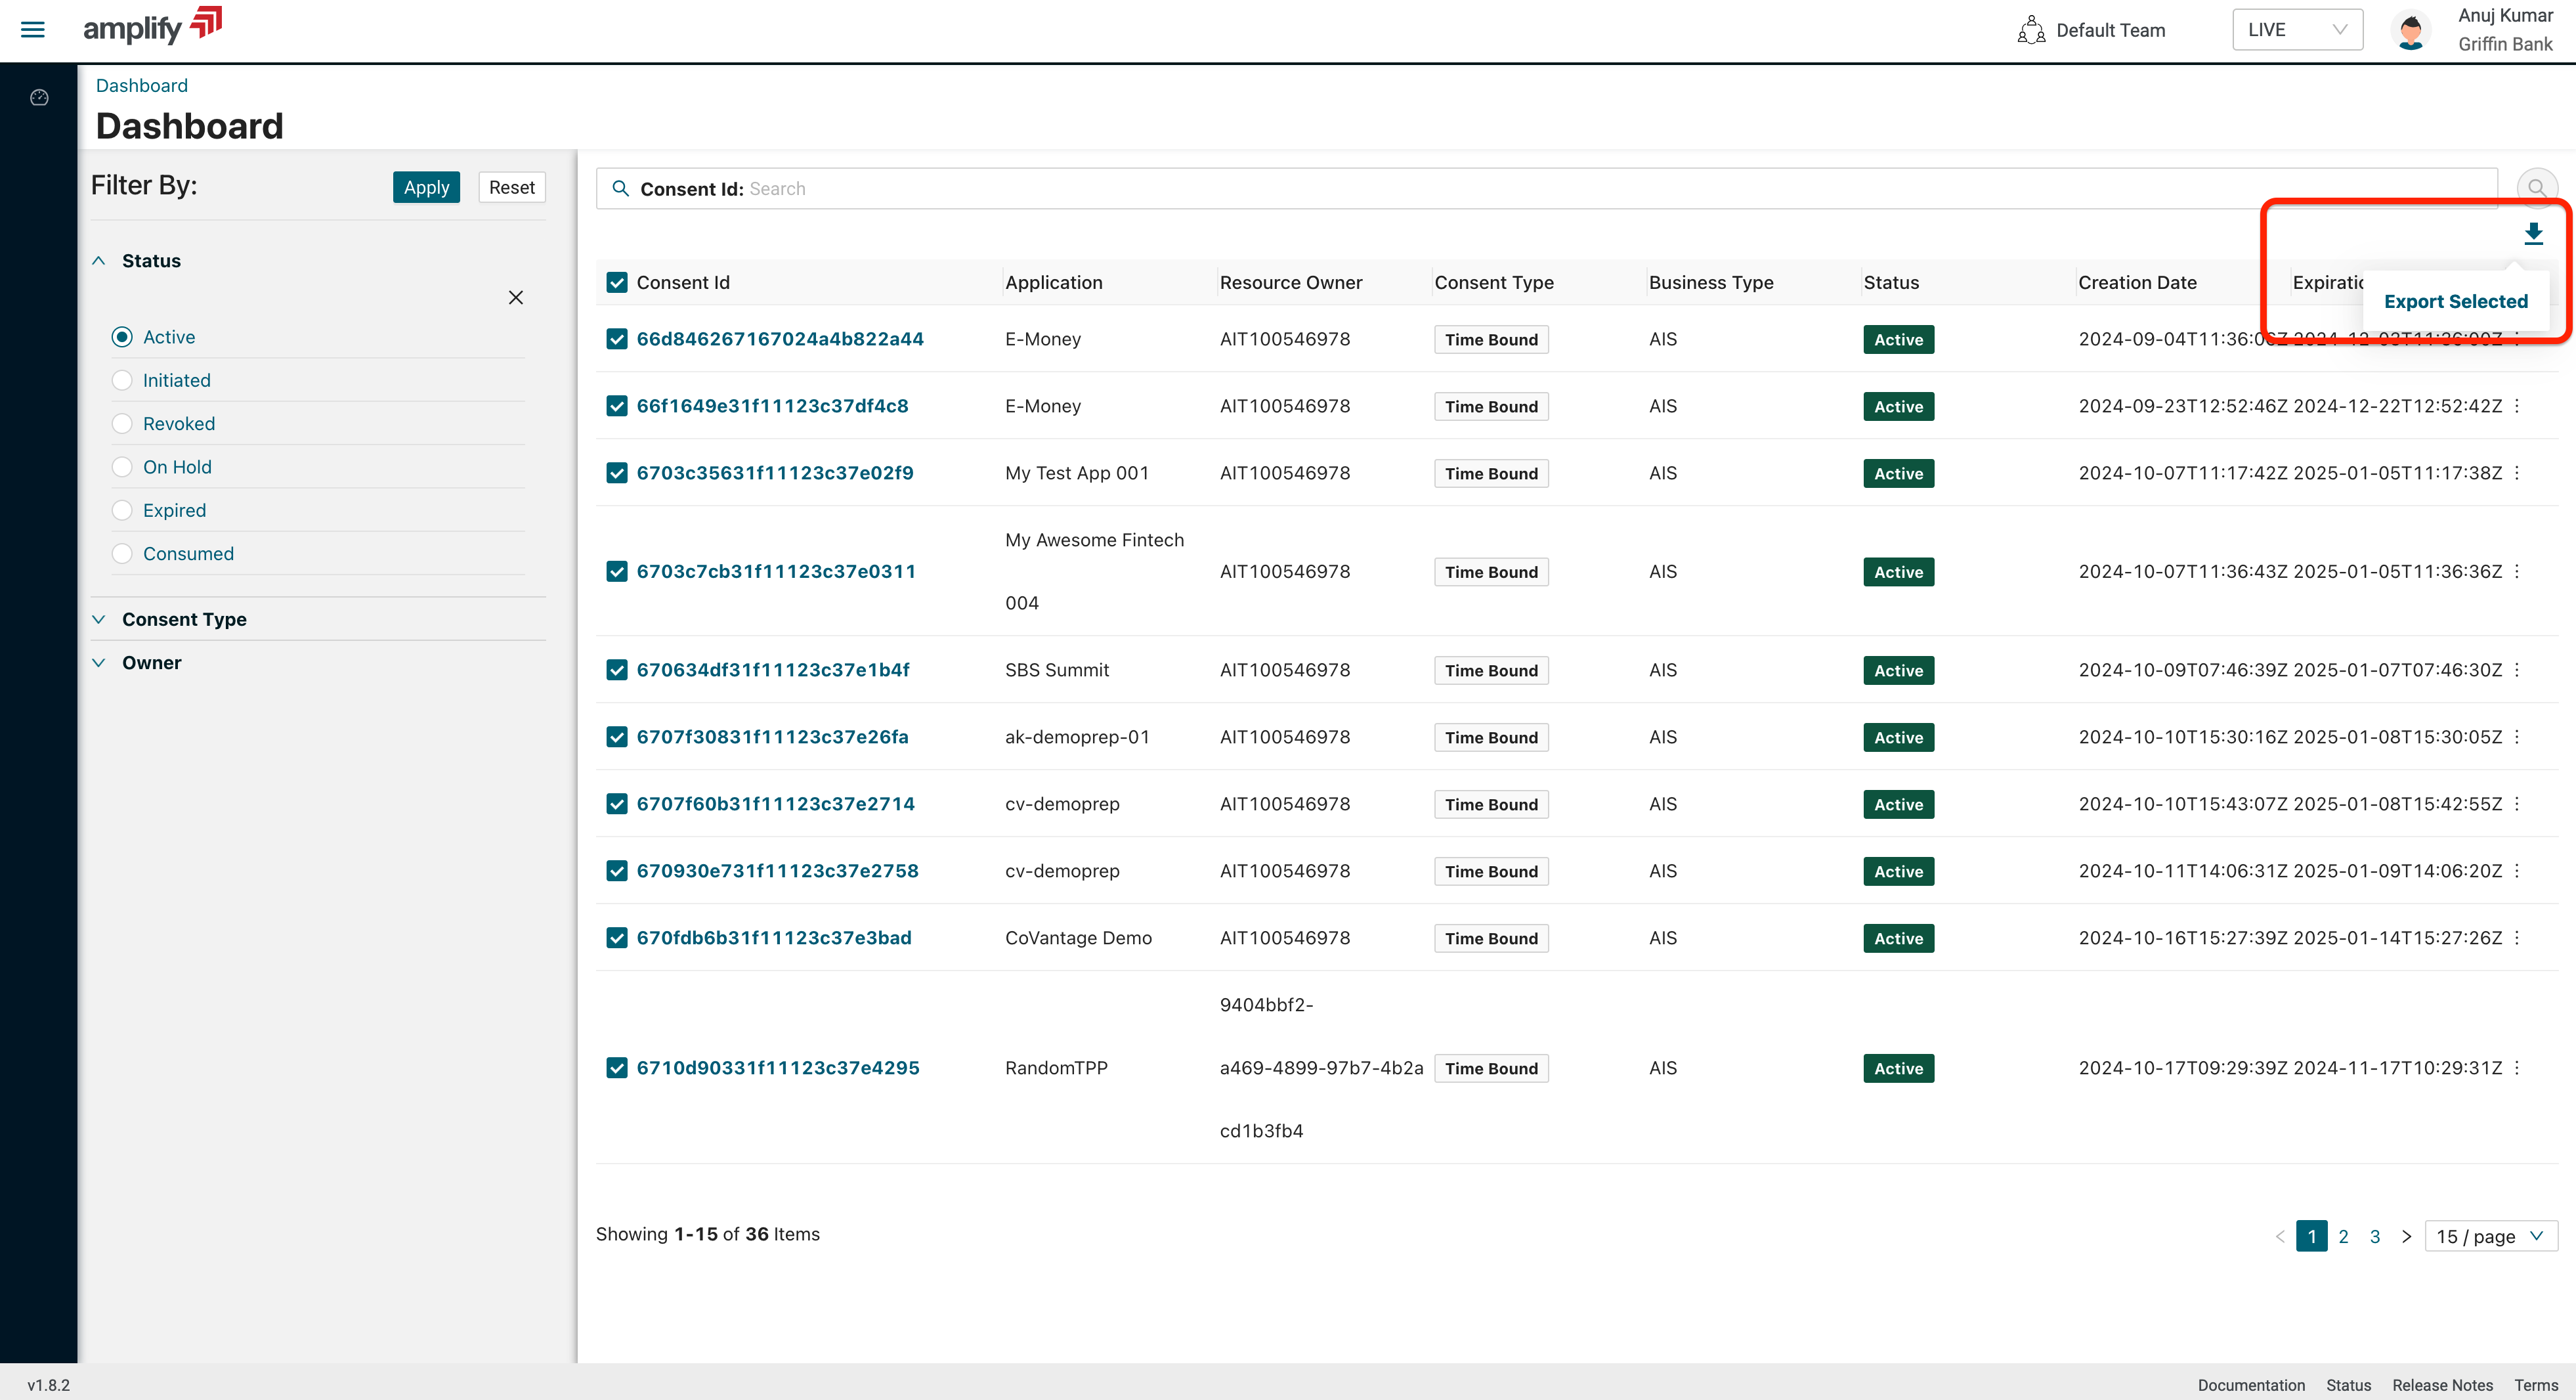 amplify
Default Team
LIVE
Anuj Kumar
Griffin Bank
Dashboard
Dashboard
Filter By:
Apply
Reset
Status
Active
Initiated
Revoked
On Hold
Expired
Consumed
Consent Type
Owner
Consent Id: Search
Export Selected
Consent Id Application Resource Owner Consent Type Business Type Status Creation Date
66d846267167024a4b822a44 E-Money AIT100546978 Time Bound AIS Active
66f1649e31f11123c37df4c8 E-Money AIT100546978 Time Bound AIS Active 2024-09-23T12:52:46Z 2024-12-22T12:52:42Z
6703c35631f11123c37e02f9 My Test App 001 AIT100546978 Time Bound AIS Active 2024-10-07T11:17:42Z 2025-01-05T11:17:38Z
My Awesome Fintech
6703c7cb31f11123c37e0311 AIT100546978 Time Bound AIS Active 2024-10-07T11:36:43Z 2025-01-05T11:36:36Z
004
670634df31f11123c37e1b4f SBS Summit AIT100546978 Time Bound AIS Active 2024-10-09T07:46:39Z 2025-01-07T07:46:30Z
6707f30831f11123c37e26fa ak-demoprep-01 AIT100546978 Time Bound AIS Active 2024-10-10T15:30:16Z 2025-01-08T15:30:05Z
6707f60b31f11123c37e2714 cv-demoprep AIT100546978 Time Bound AIS Active 2024-10-10T15:43:07Z 2025-01-08T15:42:55Z
670930e731f11123c37e2758 cv-demoprep AIT100546978 Time Bound AIS Active 2024-10-11T14:06:31Z 2025-01-09T14:06:20Z
670fdb6b31f11123c37e3bad CoVantage Demo AIT100546978 Time Bound AIS Active 2024-10-16T15:27:39Z 2025-01-14T15:27:26Z
9404bbf2-
6710d90331f11123c37e4295 RandomTPP a469-4899-97b7-4b2a Time Bound AIS Active 2024-10-17T09:29:39Z 2024-11-17T10:29:31Z
cd1b3fb4
Showing 1-15 of 36 Items
1 2 3
15 / page
v1.8.2
Documentation Status Release Notes Terms